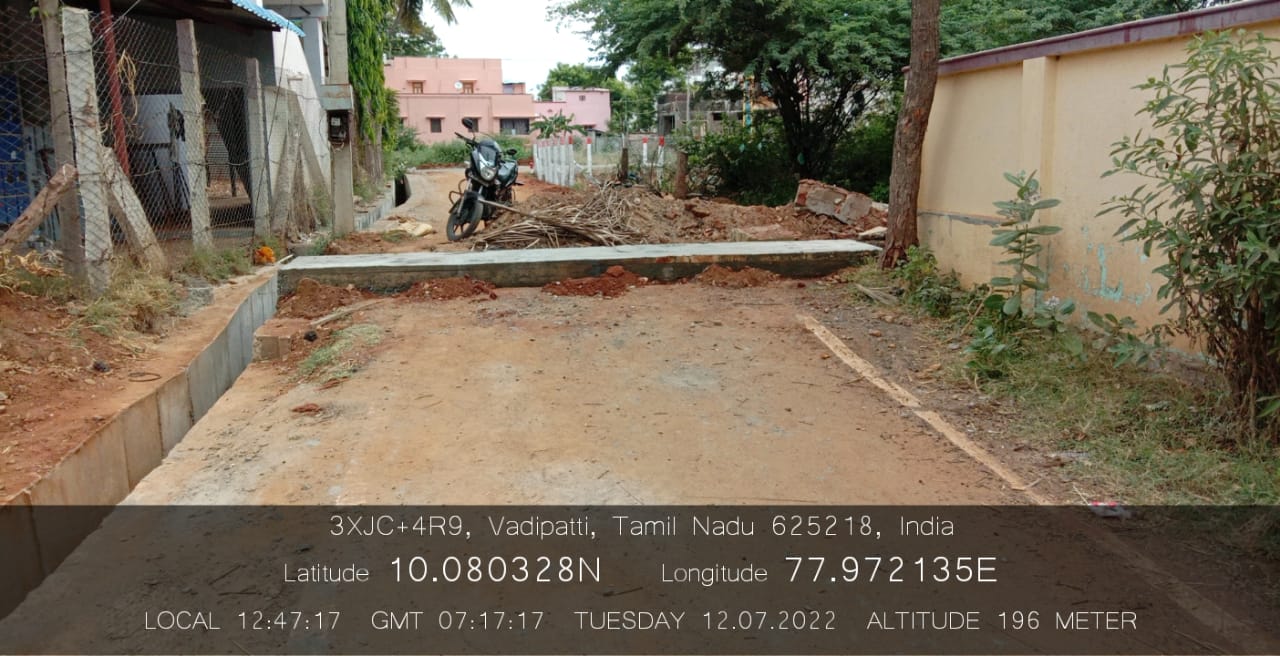 3XJC+4R9, Vadipatti, Tamil Nadu 625218, India
Latitude 10.080328N Longitude 77.972135E
LOCAL 12:47:17 GMT 07:17:17 TUESDAY 12.07.2022 ALTITUDE 196 METER